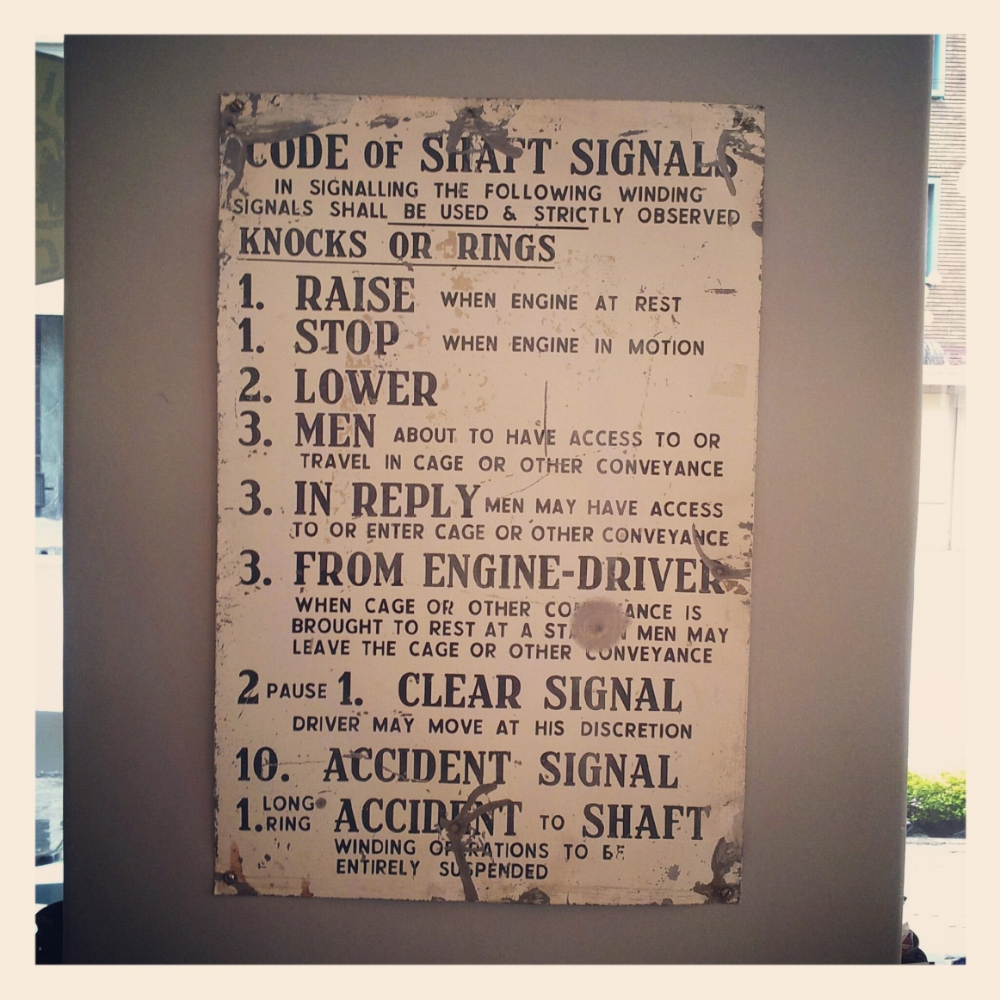 CODE OF SHAFT SIGNALS
IN SIGNALLING THE FOLLOWING WINDING
SIGNALS SHALL BE USED & STRICTLY OBSERVED
KNOCKS OR RINGS
1. RAISE WHEN ENGINE AT REST
1. STOP WHEN ENGINE IN MOTION
2. LOWER
3. MEN ABOUT TO HAVE ACCESS TO OR
TRAVEL IN CAGE OR OTHER CONVEYANCE
3. IN REPLY MEN MAY HAVE ACCESS
TO OR ENTER CAGE OR OTHER CONVEYANCE
3. FROM ENGINE-DRIVER
WHEN CAGE OR OTHER CONVEYANCE IS
BROUGHT TO REST AT A STATION MEN MAY
LEAVE THE CAGE OR OTHER CONVEYANCE
2 PAUSE 1. CLEAR SIGNAL
DRIVER MAY MOVE AT HIS DISCRETION
10. ACCIDENT SIGNAL
1. LONG RING ACCIDENT TO SHAFT
WINDING OPERATIONS TO BE
ENTIRELY SUSPENDED